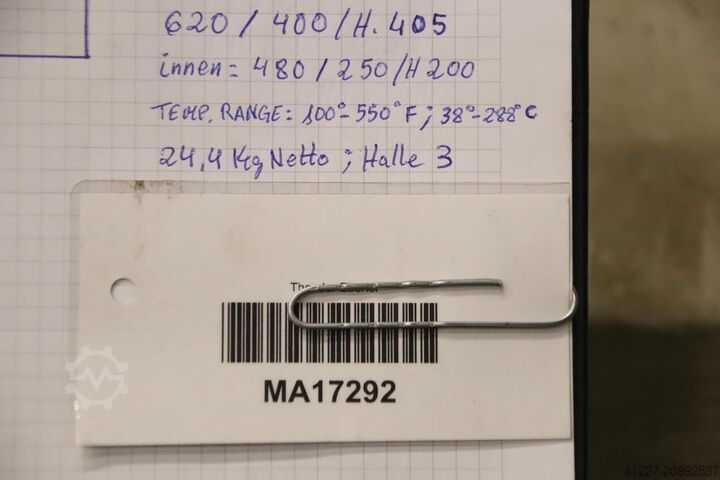 620 / 400 / H. 405
innen = 480 / 250 / H 200
TEMP. RANGE: 100°-550°F ; 38°-288°C
24,4 Kg Netto ; Halle 3
MA17292
41227-20892537